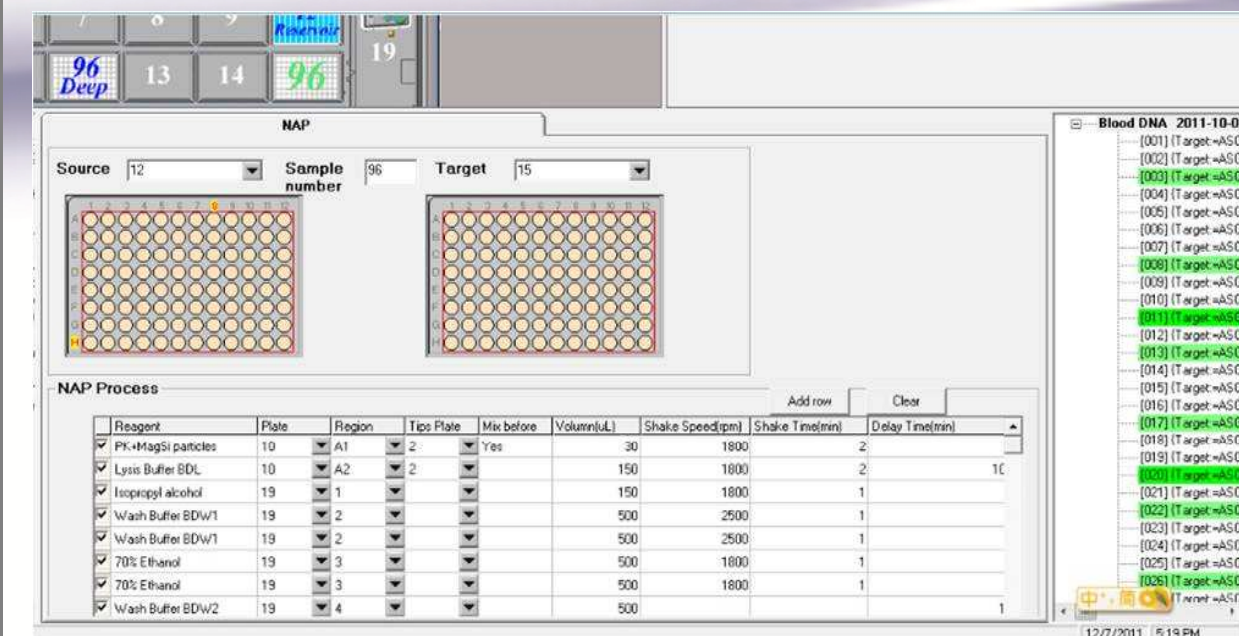 7 8 9 12 Reservoir
19
96 Deep 13 14 96
NAP
Source 12 Sample number 96 Target 15
1 2 3 4 5 6 7 8 9 10 11 12
A
B
C
D
E
F
G
H
1 2 3 4 5 6 7 8 9 10 11 12
A
B
C
D
E
F
G
H
NAP Process
Add row Clear
Reagent Plate Region Tips Plate Mix before Volumn(uL) Shake Speed(rpm) Shake Time(min) Delay Time(min)
PK+MagSi particles 10 A1 2 Yes 30 1800 2
Lysis Buffer BDL 10 A2 2 150 1800 2 10
Isopropyl alcohol 19 1 150 1800 1
Wash Buffer BDW1 19 2 500 2500 1
Wash Buffer BDW1 19 2 500 2500 1
70% Ethanol 19 3 500 1800 1
70% Ethanol 19 3 500 1800 1
Wash Buffer BDW2 19 4 500 1
Blood DNA 2011-10-0
[001] {Target:=ASC
[002] {Target:=ASC
[003] {Target:=ASC
[004] {Target:=ASC
[005] {Target:=ASC
[006] {Target:=ASC
[007] {Target:=ASC
[008] {Target:=ASC
[009] {Target:=ASC
[010] {Target:=ASC
[011] {Target:=ASC
[012] {Target:=ASC
[013] {Target:=ASC
[014] {Target:=ASC
[015] {Target:=ASC
[016] {Target:=ASC
[017] {Target:=ASC
[018] {Target:=ASC
[019] {Target:=ASC
[020] {Target:=ASC
[021] {Target:=ASC
[022] {Target:=ASC
[023] {Target:=ASC
[024] {Target:=ASC
[025] {Target:=ASC
[026] {Target:=ASC
{Target:=ASC
中 简
12/7/2011 5:19 PM